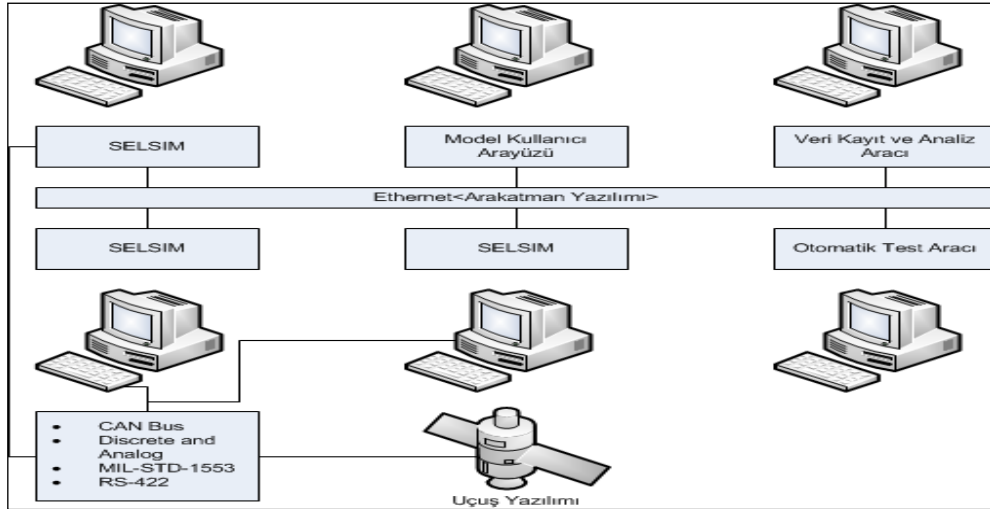 SELSIM
Model Kullanıcı
Arayüzü
Veri Kayıt ve Analiz
Aracı
Ethernet<Arakatman Yazılımı>
SELSIM
SELSIM
Otomatik Test Aracı
• CAN Bus
• Discrete and
Analog
• MIL-STD-1553
• RS-422
Uçuş Yazılımı